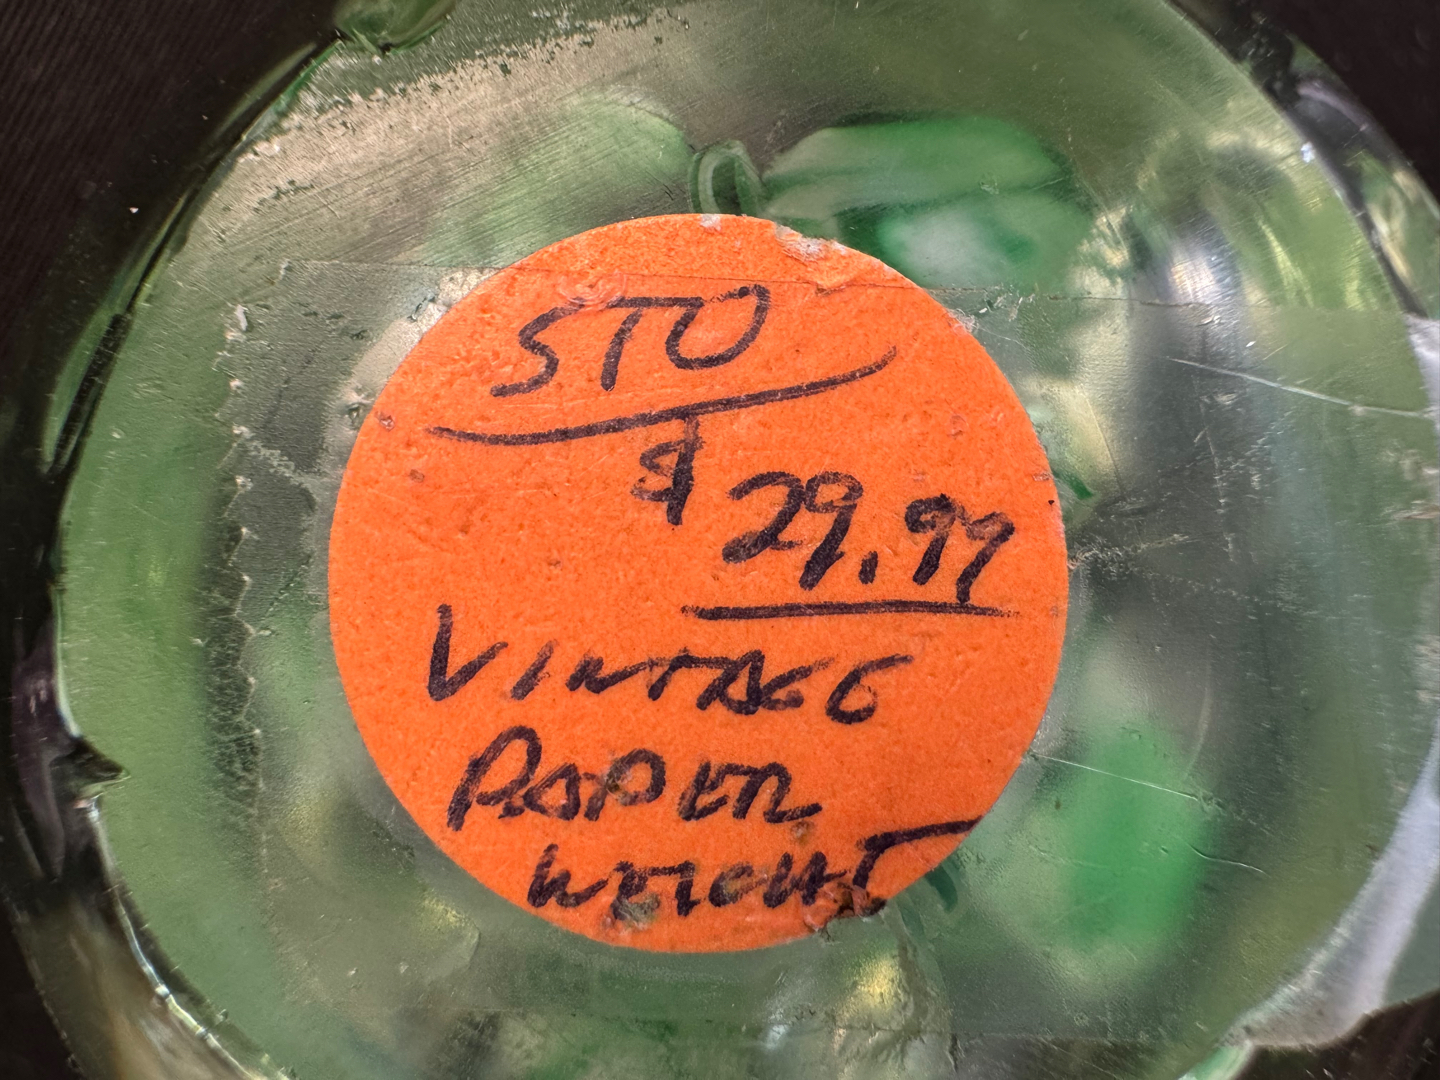 STO
$ 29.99
VINTAGE
PAPER
WEIGHT